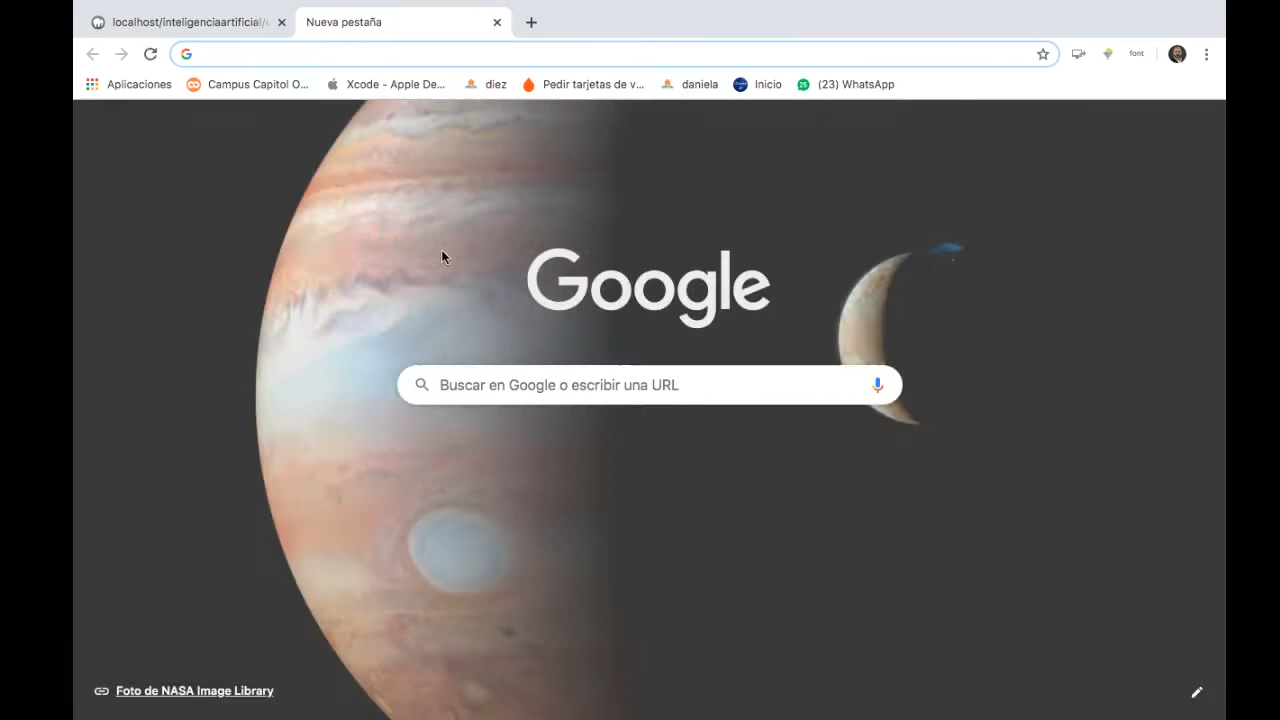 localhost/inteligenciaartificial/
Nueva pestaña
font
Aplicaciones
Campus Capitol O...
Xcode - Apple De...
diez
Pedir tarjetas de v...
daniela
Inicio
(23) WhatsApp
Google
Buscar en Google o escribir una URL
Foto de NASA Image Library